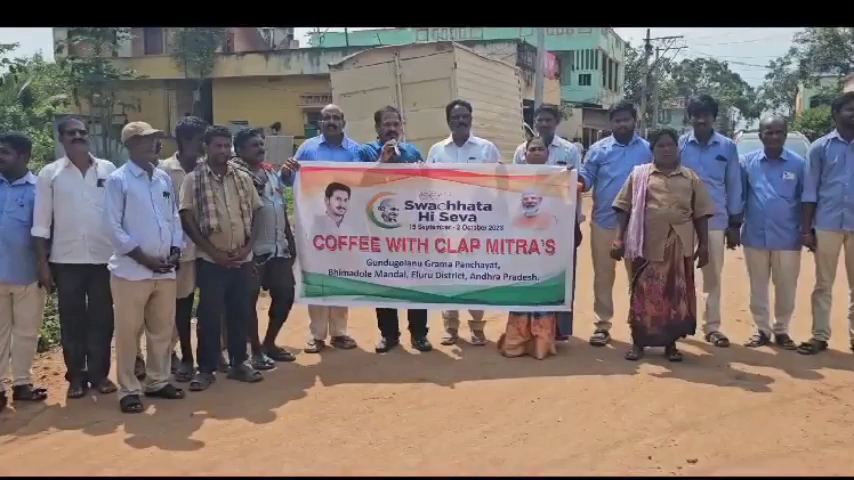 Swachhata
Hi Seva
15 September - 2 October 2023
COFFEE WITH CLAP MITRA'S
Gundugolanu Grama Panchayat,
Bhimadole Mandal, Eluru District, Andhra Pradesh.